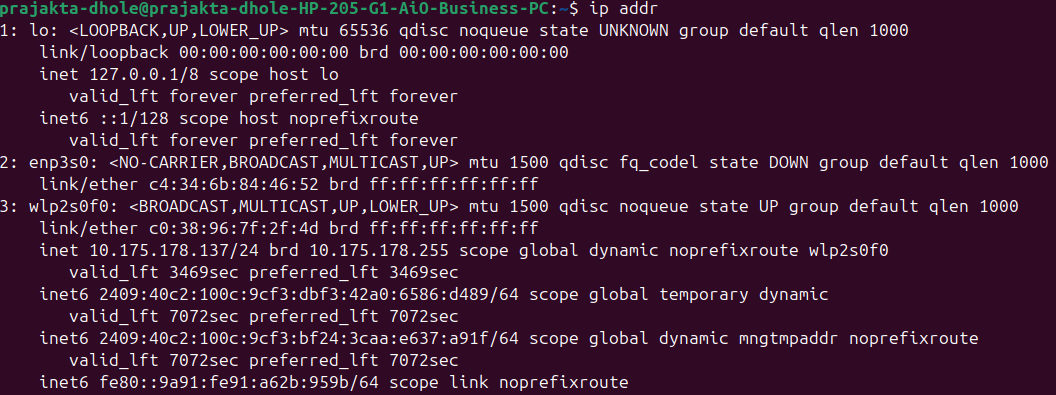 prajakta-dhole@prajakta-dhole-HP-205-G1-AiO-Business-PC:~$ ip addr
1: lo: <LOOPBACK,UP,LOWER_UP> mtu 65536 qdisc noqueue state UNKNOWN group default qlen 1000
    link/loopback 00:00:00:00:00:00 brd 00:00:00:00:00:00
    inet 127.0.0.1/8 scope host lo
       valid_lft forever preferred_lft forever
    inet6 ::1/128 scope host noprefixroute
       valid_lft forever preferred_lft forever
2: enp3s0: <NO-CARRIER,BROADCAST,MULTICAST,UP> mtu 1500 qdisc fq_codel state DOWN group default qlen 1000
    link/ether c4:34:6b:84:46:52 brd ff:ff:ff:ff:ff:ff
3: wlp2s0f0: <BROADCAST,MULTICAST,UP,LOWER_UP> mtu 1500 qdisc noqueue state UP group default qlen 1000
    link/ether c0:38:96:7f:2f:4d brd ff:ff:ff:ff:ff:ff
    inet 10.175.178.137/24 brd 10.175.178.255 scope global dynamic noprefixroute wlp2s0f0
       valid_lft 3469sec preferred_lft 3469sec
    inet6 2409:40c2:100c:9cf3:dbf3:42a0:6586:d489/64 scope global temporary dynamic
       valid_lft 7072sec preferred_lft 7072sec
    inet6 2409:40c2:100c:9cf3:bf24:3caa:e637:a91f/64 scope global dynamic mngtmpaddr noprefixroute
       valid_lft 7072sec preferred_lft 7072sec
    inet6 fe80::9a91:fe91:a62b:959b/64 scope link noprefixroute